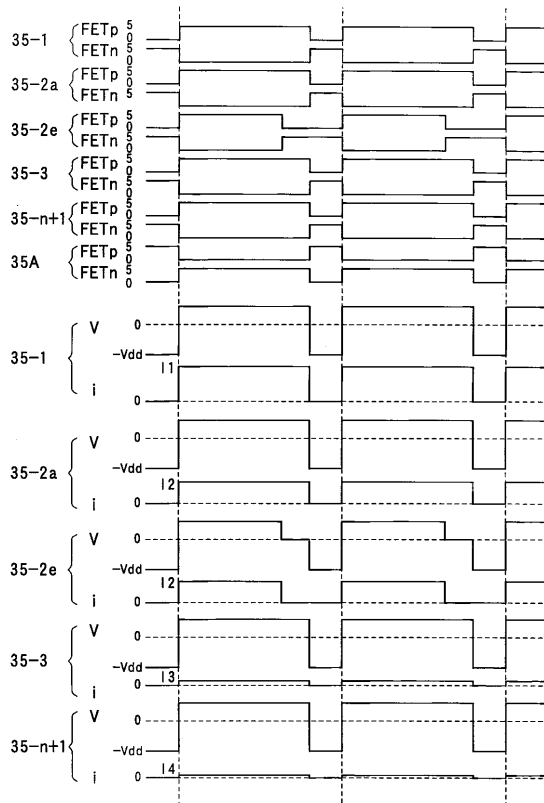 35-1 FETp 5 0
FETn 5 0
35-2a FETp 5 0
FETn 5 0
35-2e FETp 5 0
FETn 5 0
35-3 FETp 5 0
FETn 5 0
35-n+1 FETp 5 0
FETn 5 0
35A FETp 5 0
FETn 5 0
35-1 V 0
-Vdd
I1
i 0
35-2a V 0
-Vdd
I2
i 0
35-2e V 0
-Vdd
I2
i 0
35-3 V 0
-Vdd
I3
i 0
35-n+1 V 0
-Vdd
I4
i 0